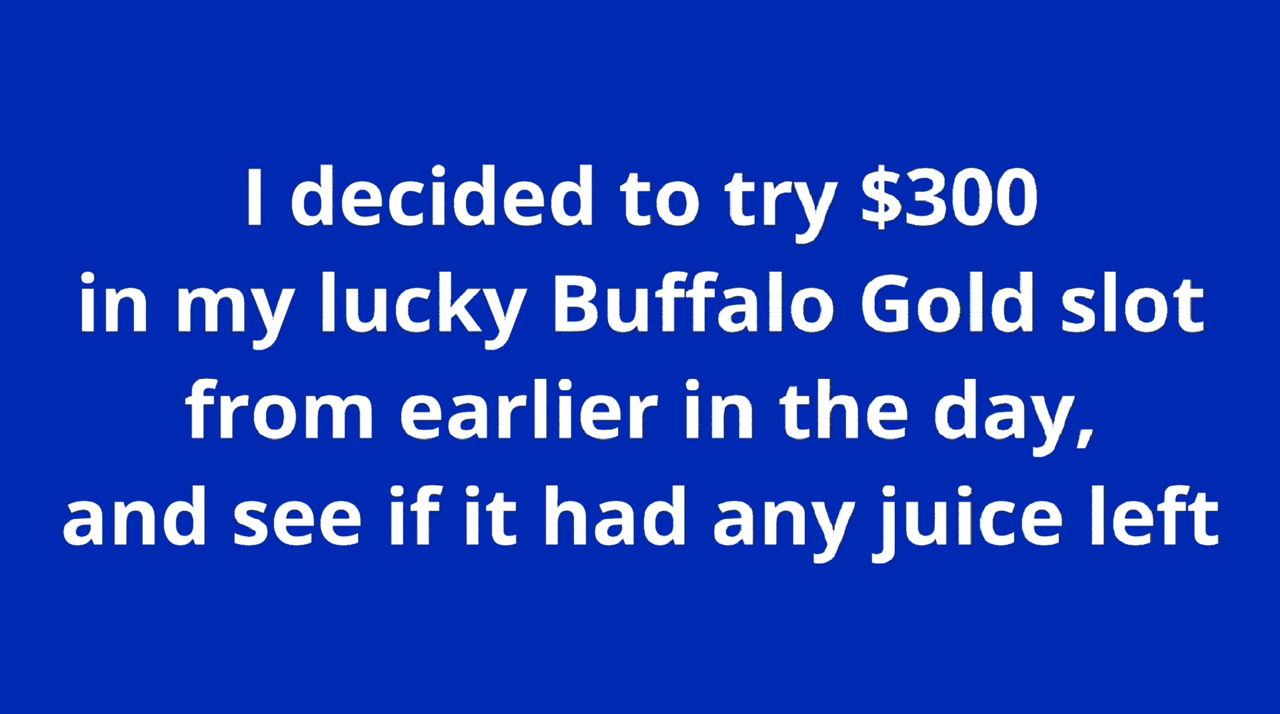 I decided to try $300
in my lucky Buffalo Gold slot
from earlier in the day,
and see if it had any juice left